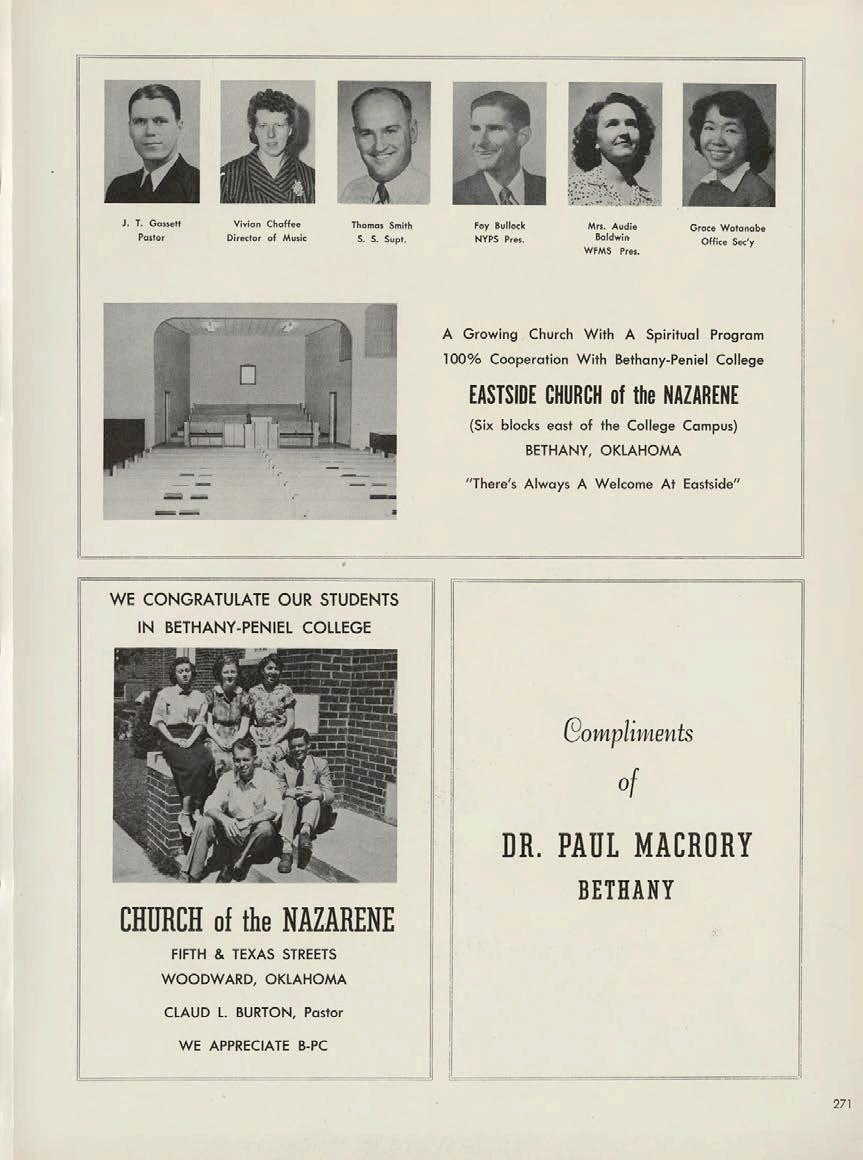 J. T. Gassett
Pastor
Vivian Chaffee
Director of Music
Thomas Smith
S. S. Supt.
Foy Bullock
NYPS Pres.
Mrs. Audie
Baldwin
WFMS Pres.
Grace Watanabe
Office Sec'y
A Growing Church With A Spiritual Program
100% Cooperation With Bethany-Peniel College
EASTSIDE CHURCH of the NAZARENE
(Six blocks east of the College Campus)
BETHANY, OKLAHOMA
"There's Always A Welcome At Eastside"
WE CONGRATULATE OUR STUDENTS
IN BETHANY-PENIEL COLLEGE
CHURCH of the NAZARENE
FIFTH & TEXAS STREETS
WOODWARD, OKLAHOMA
CLAUD L. BURTON, Pastor
WE APPRECIATE B-PC
Compliments
of
DR. PAUL MACRORY
BETHANY
271